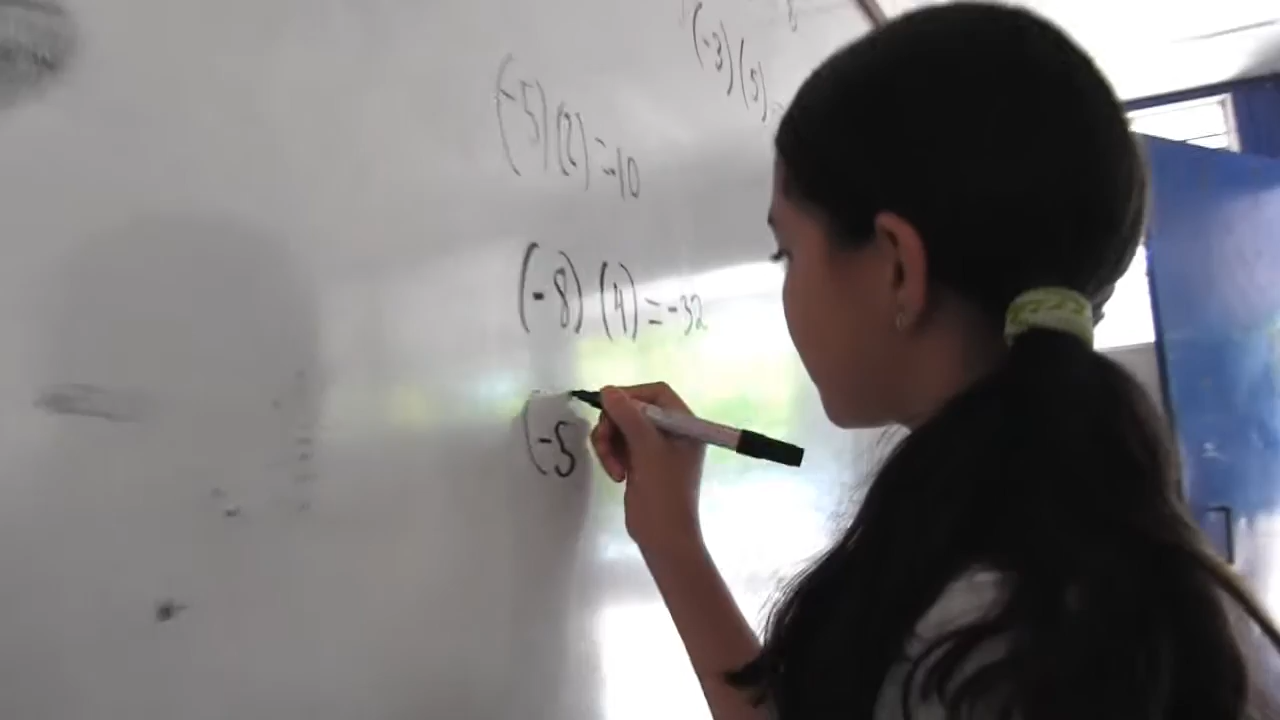 (-3)(5)
(-5)(2)=-10
(-8) (4) =-32
(-5